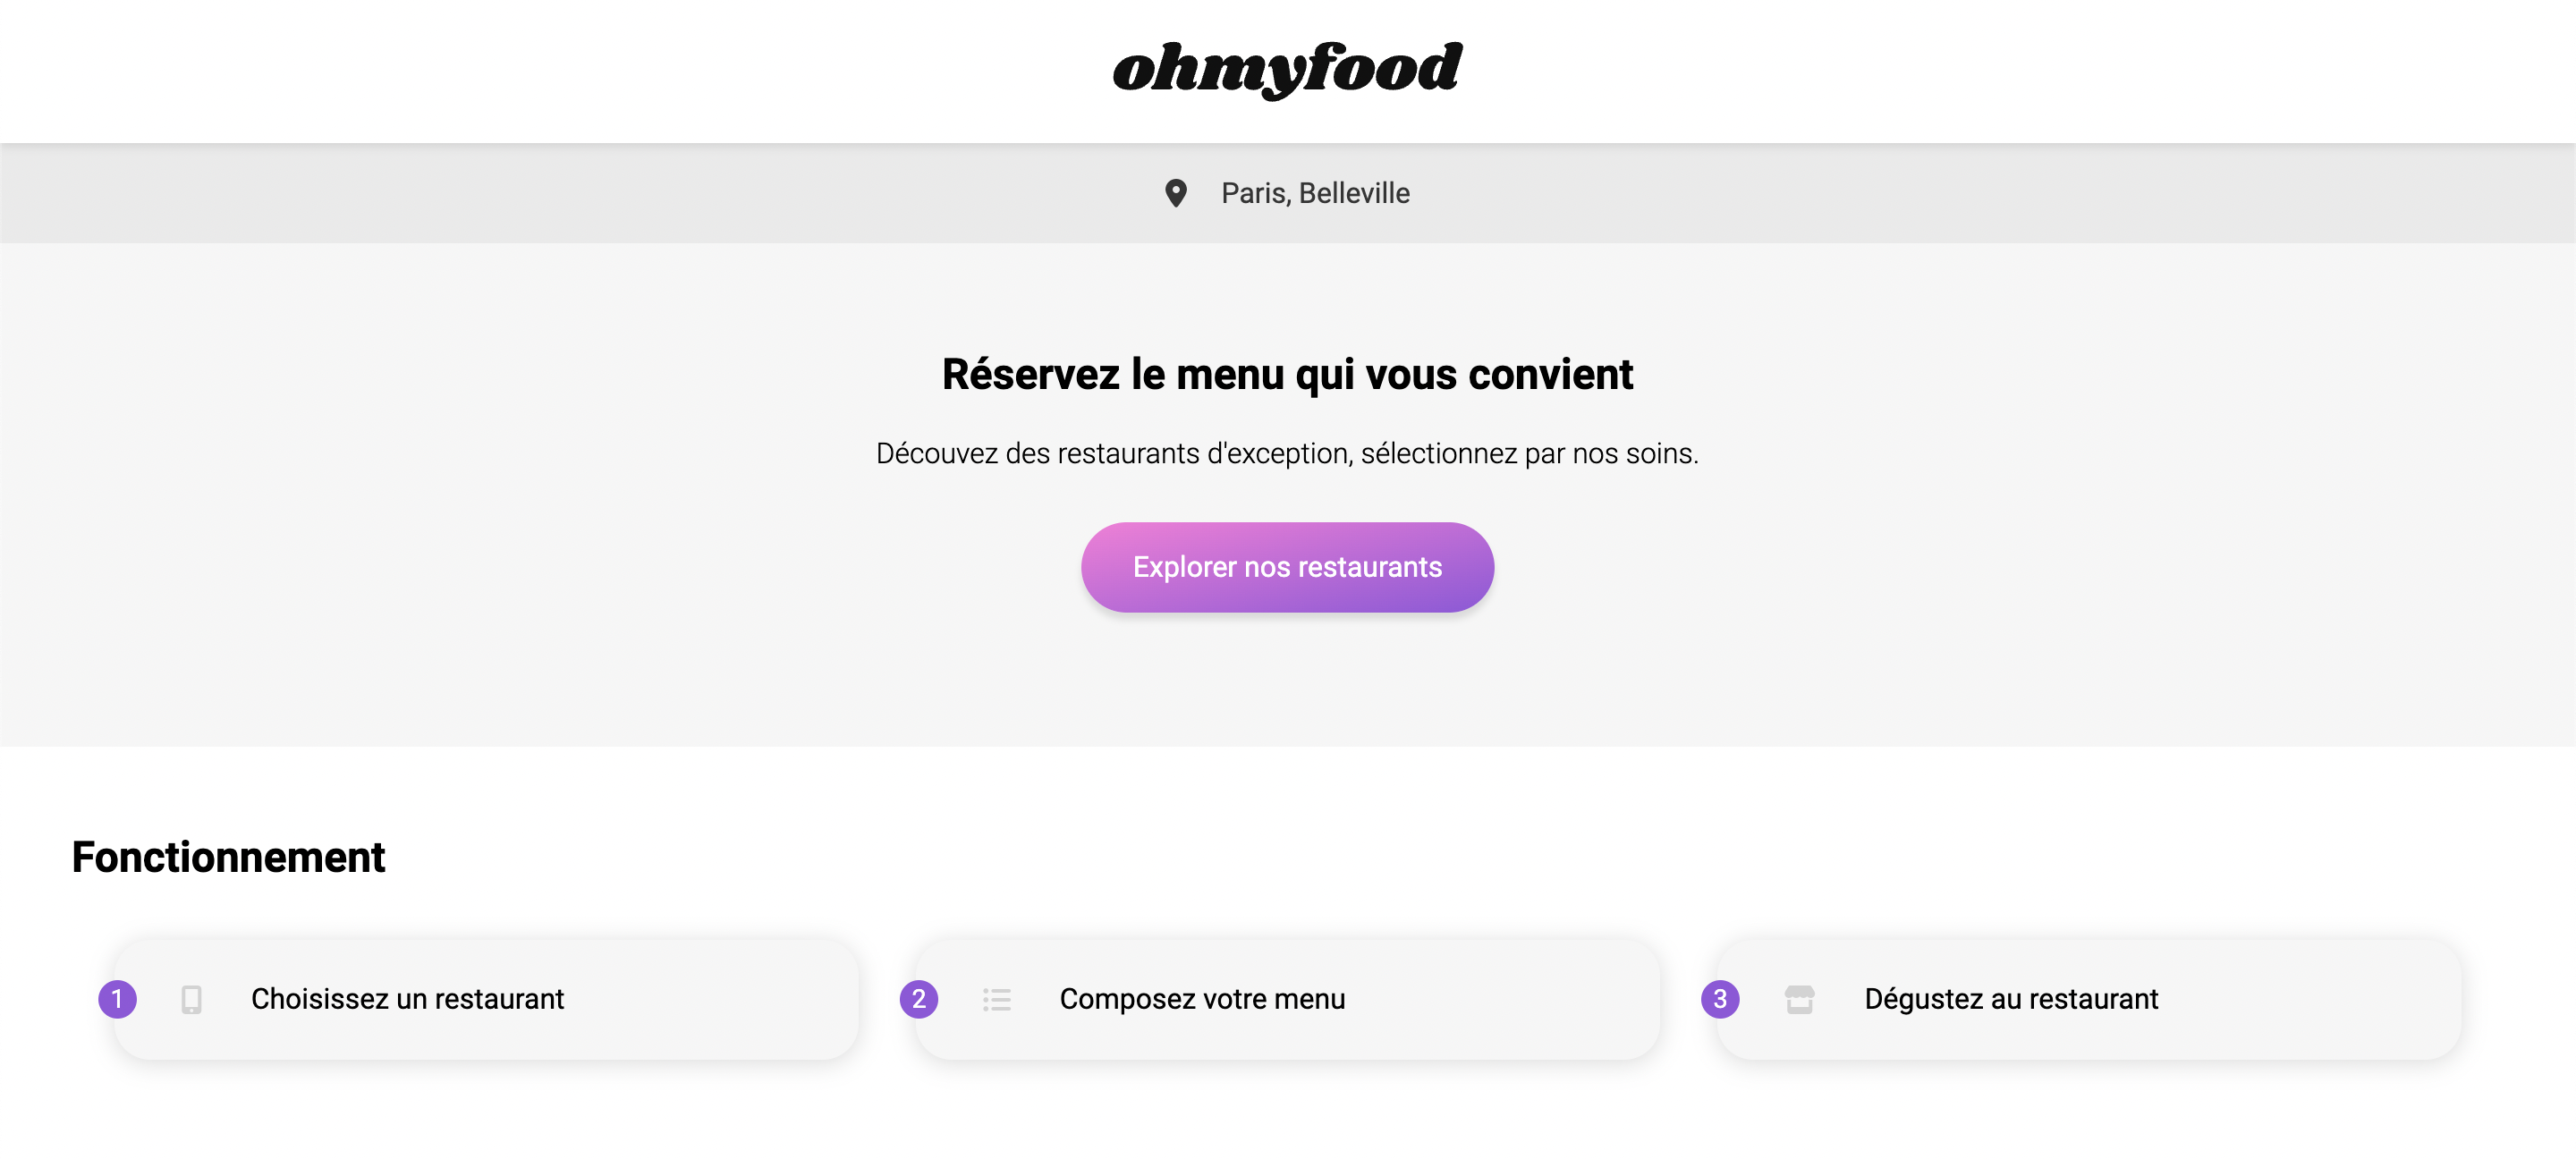 ohmyfood
Paris, Belleville
Réservez le menu qui vous convient
Découvez des restaurants d'exception, sélectionnez par nos soins.
Explorer nos restaurants
Fonctionnement
1 Choisissez un restaurant
2 Composez votre menu
3 Dégustez au restaurant